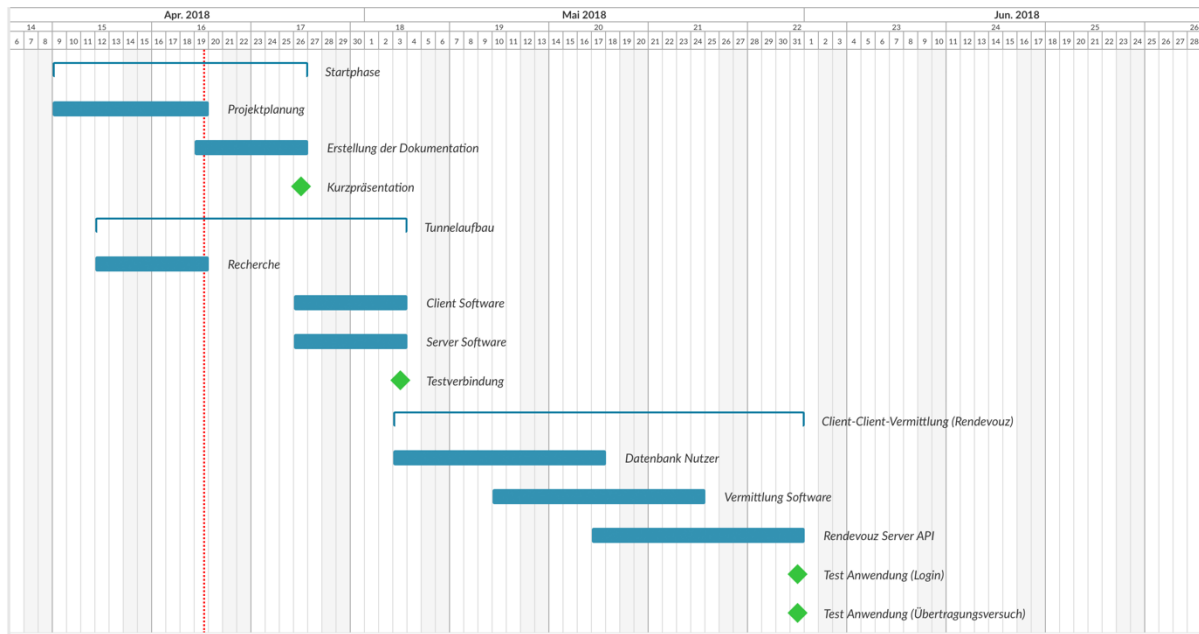 Apr. 2018 Mai 2018 Jun. 2018
14 15 16 17 18 19 20 21 22 23 24 25 26
6 7 8 9 10 11 12 13 14 15 16 17 18 19 20 21 22 23 24 25 26 27 28 29 30 1 2 3 4 5 6 7 8 9 10 11 12 13 14 15 16 17 18 19 20 21 22 23 24 25 26 27 28 29 30 31 1 2 3 4 5 6 7 8 9 10 11 12 13 14 15 16 17 18 19 20 21 22 23 24 25 26 27 28
Startphase
Projektplanung
Erstellung der Dokumentation
Kurzpräsentation
Tunnelaufbau
Recherche
Client Software
Server Software
Testverbindung
Client-Client-Vermittlung (Rendevouz)
Datenbank Nutzer
Vermittlung Software
Rendevouz Server API
Test Anwendung (Login)
Test Anwendung (Übertragungsversuch)